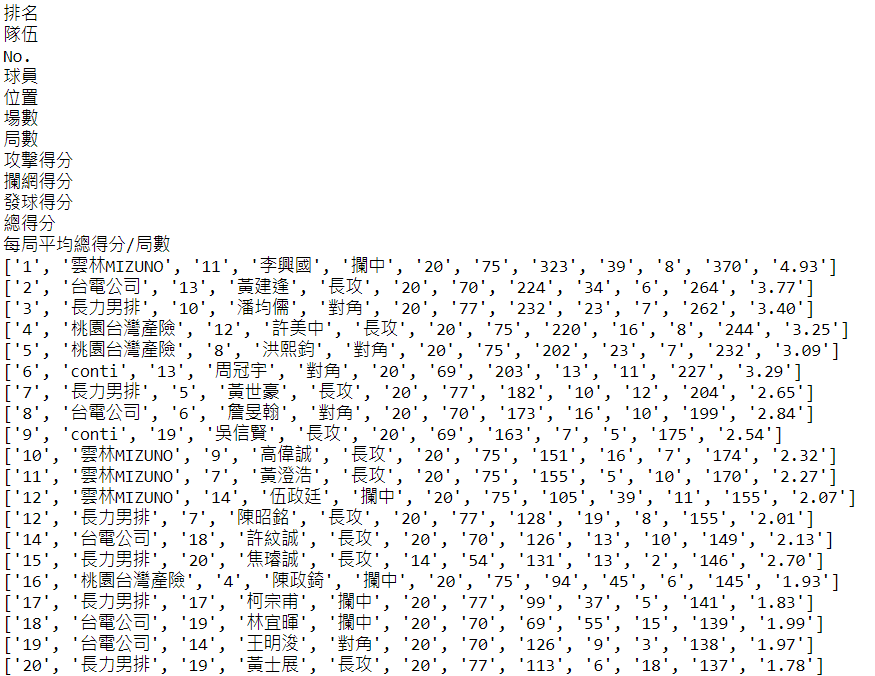 排名
隊伍
No.
球員
位置
場數
局數
攻擊得分
攔網得分
發球得分
總得分
每局平均總得分/局數
['1', '雲林MIZUNO', '11', '李興國', '攔中', '20', '75', '323', '39', '8', '370', '4.93']
['2', '台電公司', '13', '黃建逢', '長攻', '20', '70', '224', '34', '6', '264', '3.77']
['3', '長力男排', '10', '潘均儒', '對角', '20', '77', '232', '23', '7', '262', '3.40']
['4', '桃園台灣產險', '12', '許美中', '長攻', '20', '75', '220', '16', '8', '244', '3.25']
['5', '桃園台灣產險', '8', '洪熙鈞', '對角', '20', '75', '202', '23', '7', '232', '3.09']
['6', 'conti', '13', '周冠宇', '對角', '20', '69', '203', '13', '11', '227', '3.29']
['7', '長力男排', '5', '黃世豪', '長攻', '20', '77', '182', '10', '12', '204', '2.65']
['8', '台電公司', '6', '詹旻翰', '對角', '20', '70', '173', '16', '10', '199', '2.84']
['9', 'conti', '19', '吳信賢', '長攻', '20', '69', '163', '7', '5', '175', '2.54']
['10', '雲林MIZUNO', '9', '高偉誠', '長攻', '20', '75', '151', '16', '7', '174', '2.32']
['11', '雲林MIZUNO', '7', '黃澄浩', '長攻', '20', '75', '155', '5', '10', '170', '2.27']
['12', '雲林MIZUNO', '14', '伍政廷', '攔中', '20', '75', '105', '39', '11', '155', '2.07']
['12', '長力男排', '7', '陳昭銘', '長攻', '20', '77', '128', '19', '8', '155', '2.01']
['14', '台電公司', '18', '許紋誠', '長攻', '20', '70', '126', '13', '10', '149', '2.13']
['15', '長力男排', '20', '焦璿誠', '長攻', '14', '54', '131', '13', '2', '146', '2.70']
['16', '桃園台灣產險', '4', '陳政錡', '攔中', '20', '75', '94', '45', '6', '145', '1.93']
['17', '長力男排', '17', '柯宗甫', '攔中', '20', '77', '99', '37', '5', '141', '1.83']
['18', '台電公司', '19', '林宜暉', '攔中', '20', '70', '69', '55', '15', '139', '1.99']
['19', '台電公司', '14', '王明浚', '對角', '20', '70', '126', '9', '3', '138', '1.97']
['20', '長力男排', '19', '黃士展', '長攻', '20', '77', '113', '6', '18', '137', '1.78']